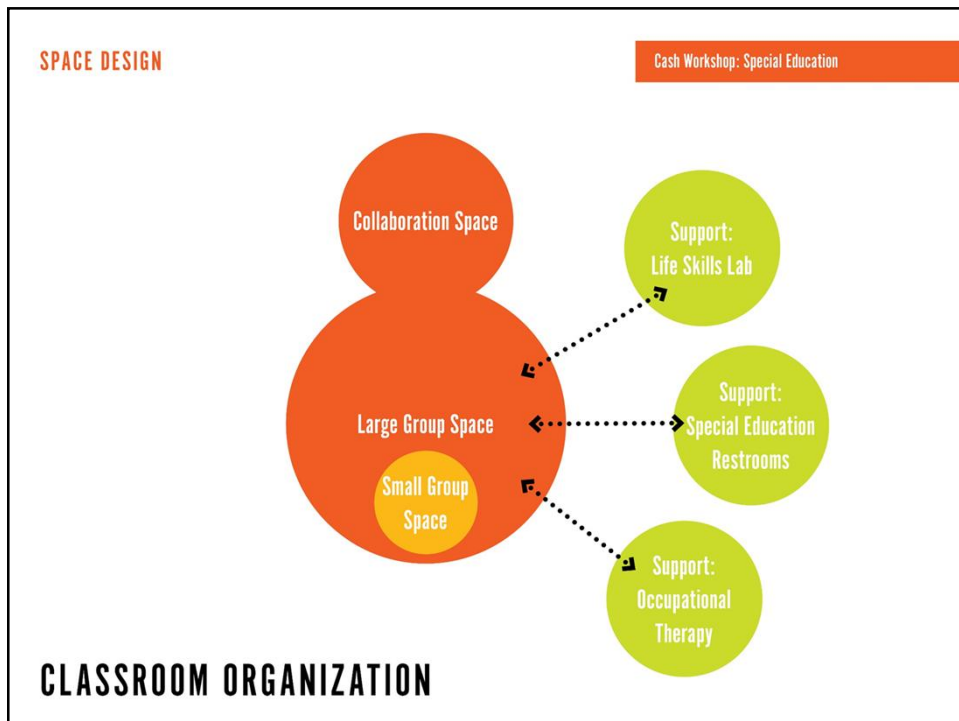 SPACE DESIGN
Cash Workshop: Special Education
Collaboration Space
Support:
Life Skills Lab
Large Group Space
Support:
Special Education
Restrooms
Small Group
Space
Support:
Occupational
Therapy
CLASSROOM ORGANIZATION